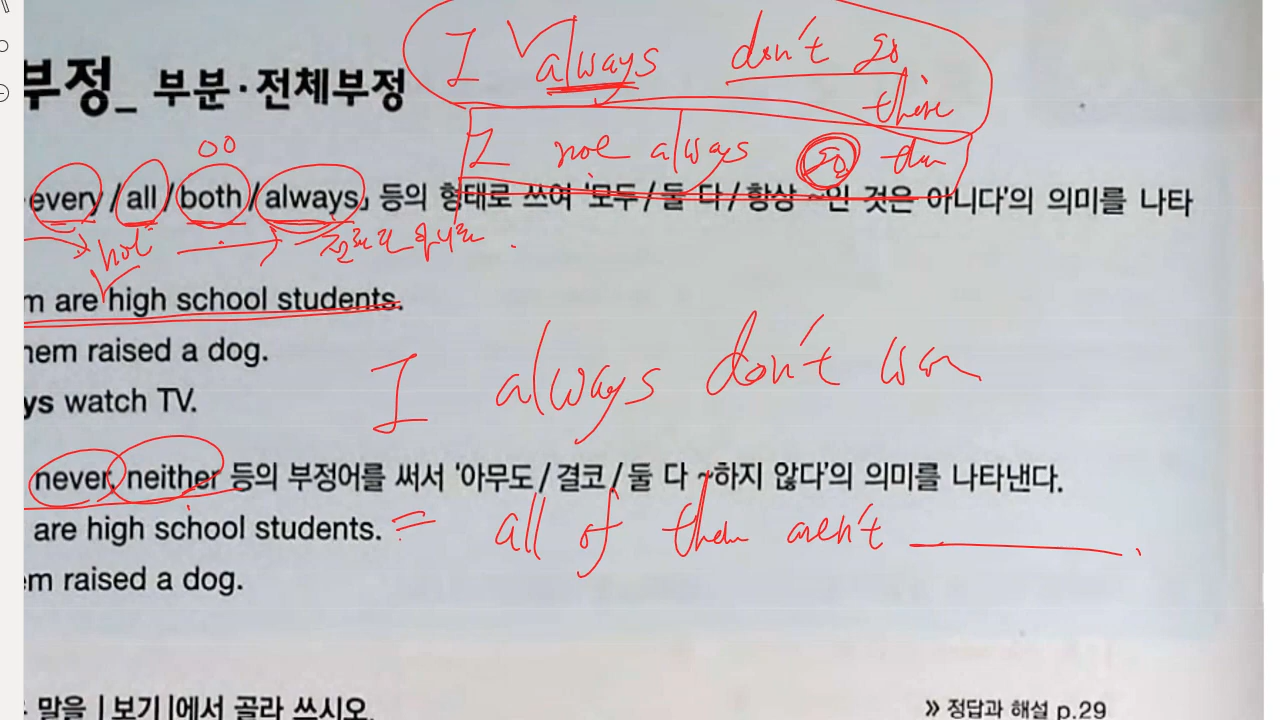 I always don't go
there
부정_ 부분·전체부정
I not always go
every/all/both/always」 등의 형태로 쓰여 '모두/둘 다/항상 ~인 것은 아니다'의 의미를 나타
not
m are high school students.
hem raised a dog.
I always don't
ys watch TV.
never, neither 등의 부정어를 써서 '아무도/결코/둘 다 ~하지 않다'의 의미를 나타낸다.
are high school students. = all of them aren't
em raised a dog.
말을 |보기|에서 골라 쓰시오.
» 정답과 해설 p.29